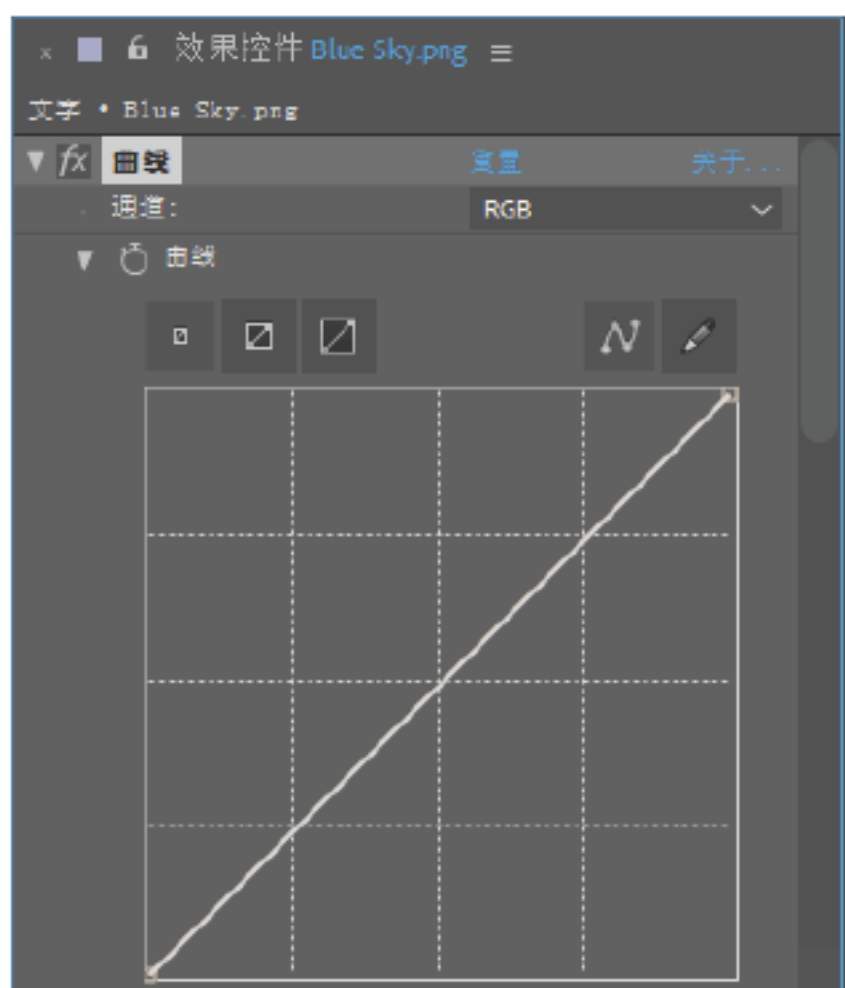 × 效果控件 Blue Sky.png ≡
文字 • Blue Sky.png
fx 曲线 重置 关于...
通道: RGB
曲线